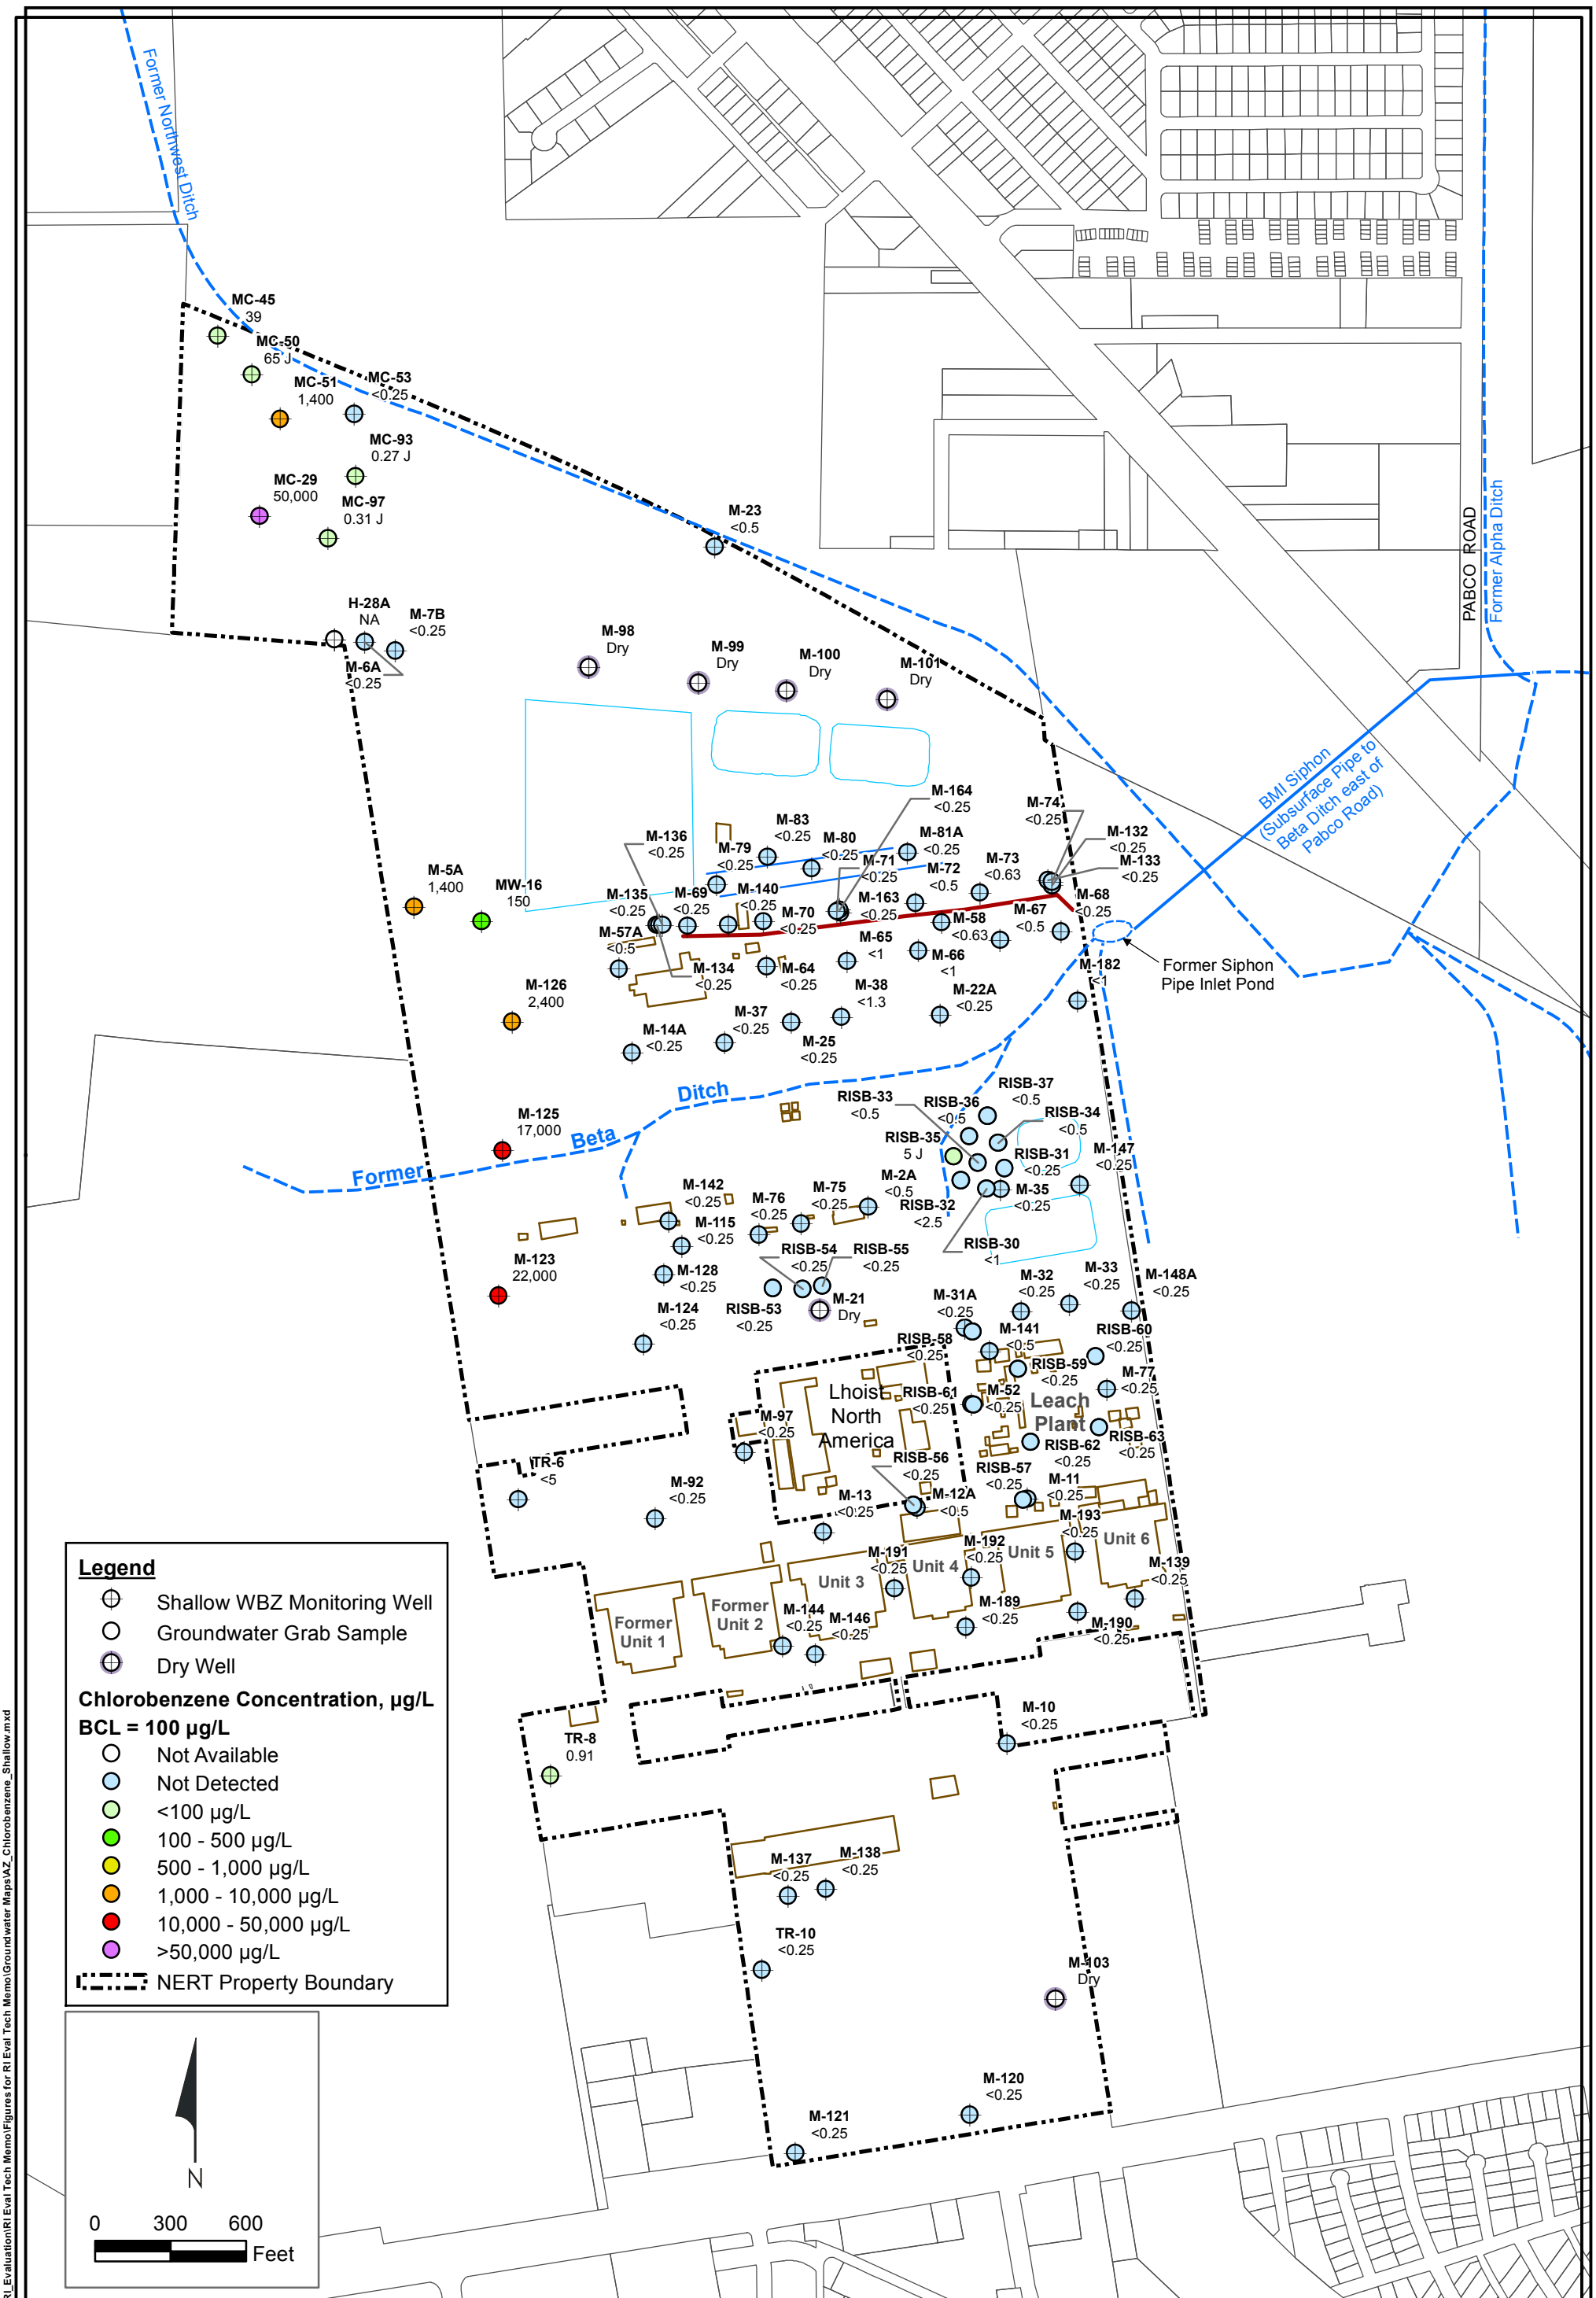 Former Northwest Ditch
MC-45
39
MC-50
65 J
MC-51
1,400
MC-53
<0.25
MC-93
0.27 J
MC-29
50,000
MC-97
0.31 J
M-23
<0.5
PABCO ROAD
Former Alpha Ditch
H-28A
NA
M-7B
<0.25
M-6A
<0.25
M-98
Dry
M-99
Dry
M-100
Dry
M-101
Dry
BMI Siphon
(Subsurface Pipe to
Beta Ditch east of
Pabco Road)
M-164
<0.25
M-74
<0.25
M-83
<0.25
M-136
<0.25
M-79
<0.25
M-80
<0.25
M-81A
<0.25
M-132
<0.25
M-133
<0.25
M-71
<0.25
M-72
<0.5
M-73
<0.63
M-5A
1,400
MW-16
150
M-135
<0.25
M-69
<0.25
M-140
<0.25
M-70
<0.25
M-163
<0.25
M-58
<0.63
M-67
<0.5
M-68
<0.25
M-57A
<0.5
M-134
<0.25
M-64
<0.25
M-65
<1
M-66
<1
M-182
<1
Former Siphon
Pipe Inlet Pond
M-126
2,400
M-14A
<0.25
M-37
<0.25
M-25
<0.25
M-38
<1.3
M-22A
<0.25
Former
Beta
Ditch
RISB-33
<0.5
RISB-36
<0.5
RISB-37
<0.5
RISB-34
<0.5
RISB-35
5 J
RISB-31
<0.25
M-147
<0.25
M-125
17,000
M-142
<0.25
M-76
<0.25
M-75
<0.25
M-2A
<0.5
RISB-32
<2.5
M-35
<0.25
RISB-30
<1
M-115
<0.25
M-128
<0.25
RISB-54
<0.25
RISB-55
<0.25
RISB-53
<0.25
M-21
Dry
M-123
22,000
M-124
<0.25
M-31A
<0.25
M-32
<0.25
M-33
<0.25
M-148A
<0.25
RISB-58
<0.25
M-141
<0.5
RISB-60
<0.25
RISB-59
<0.25
M-77
<0.25
Lhoist
North
America
RISB-61
<0.25
M-52
<0.25
Leach
Plant
RISB-62
<0.25
RISB-63
<0.25
M-97
<0.25
TR-6
<5
M-92
<0.25
RISB-56
<0.25
RISB-57
<0.25
M-11
<0.25
M-13
<0.25
M-12A
<0.5
M-193
<0.25
M-191
<0.25
M-192
<0.25
M-139
<0.25
Unit 3
Unit 4
Unit 5
Unit 6
Former
Unit 1
Former
Unit 2
M-144
<0.25
M-146
<0.25
M-189
<0.25
M-190
<0.25
TR-8
0.91
M-10
<0.25
M-137
<0.25
M-138
<0.25
TR-10
<0.25
M-103
Dry
M-120
<0.25
M-121
<0.25
Legend
Shallow WBZ Monitoring Well
Groundwater Grab Sample
Dry Well
Chlorobenzene Concentration, µg/L
BCL = 100 µg/L
Not Available
Not Detected
<100 µg/L
100 - 500 µg/L
500 - 1,000 µg/L
1,000 - 10,000 µg/L
10,000 - 50,000 µg/L
>50,000 µg/L
NERT Property Boundary
N
0 300 600
Feet
RI_Evaluation\RI Eval Tech Memo\Figures for RI Eval Tech Memo\Groundwater Maps\AZ_Chlorobenzene_Shallow.mxd